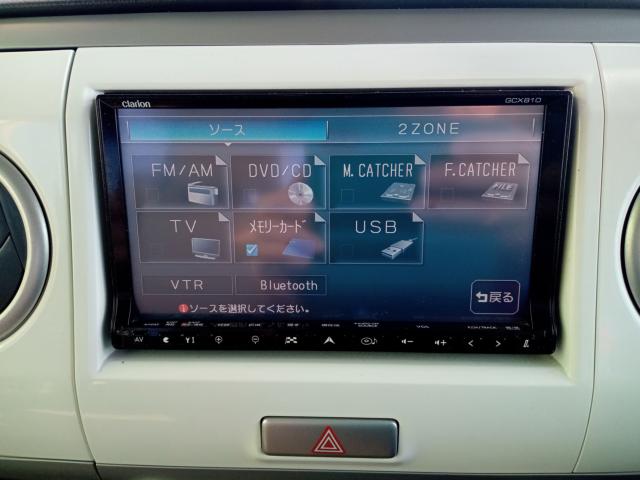 clarion
GCX810
ソース 2ZONE
FM/AM DVD/CD M.CATCHER F.CATCHER
FILE
TV メモリーカード USB
VTR Bluetooth
ソースを選択してください。
戻る
SOURCE VOL
AV